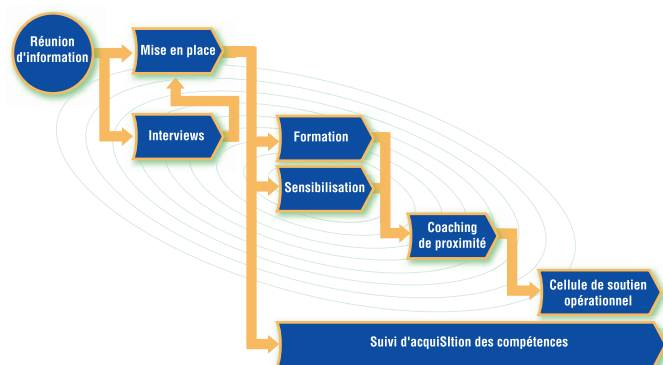 Réunion
d'information
Mise en place
Interviews
Formation
Sensibilisation
Coaching
de proximité
Cellule de soutien
opérationnel
Suivi d'acquiSItion des compétences